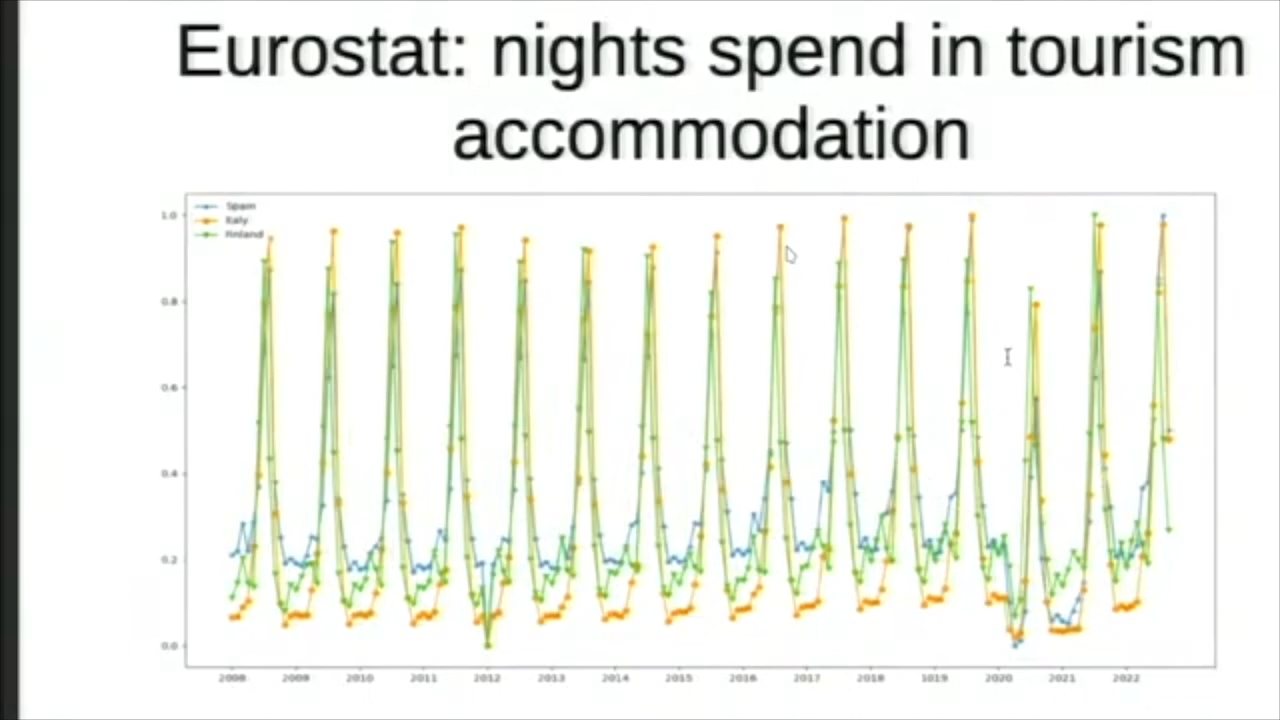 Eurostat: nights spend in tourism
accommodation
Spain
Italy
Finland
1.0
0.8
0.6
0.4
0.2
0.0
2008 2009 2010 2011 2012 2013 2014 2015 2016 2017 2018 1019 2020 2021 2022